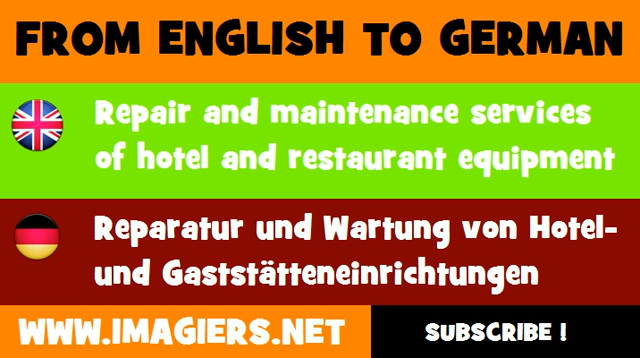 FROM ENGLISH TO GERMAN
Repair and maintenance services
of hotel and restaurant equipment
Reparatur und Wartung von Hotel-
und Gaststätteneinrichtungen
WWW.IMAGIERS.NET
SUBSCRIBE !